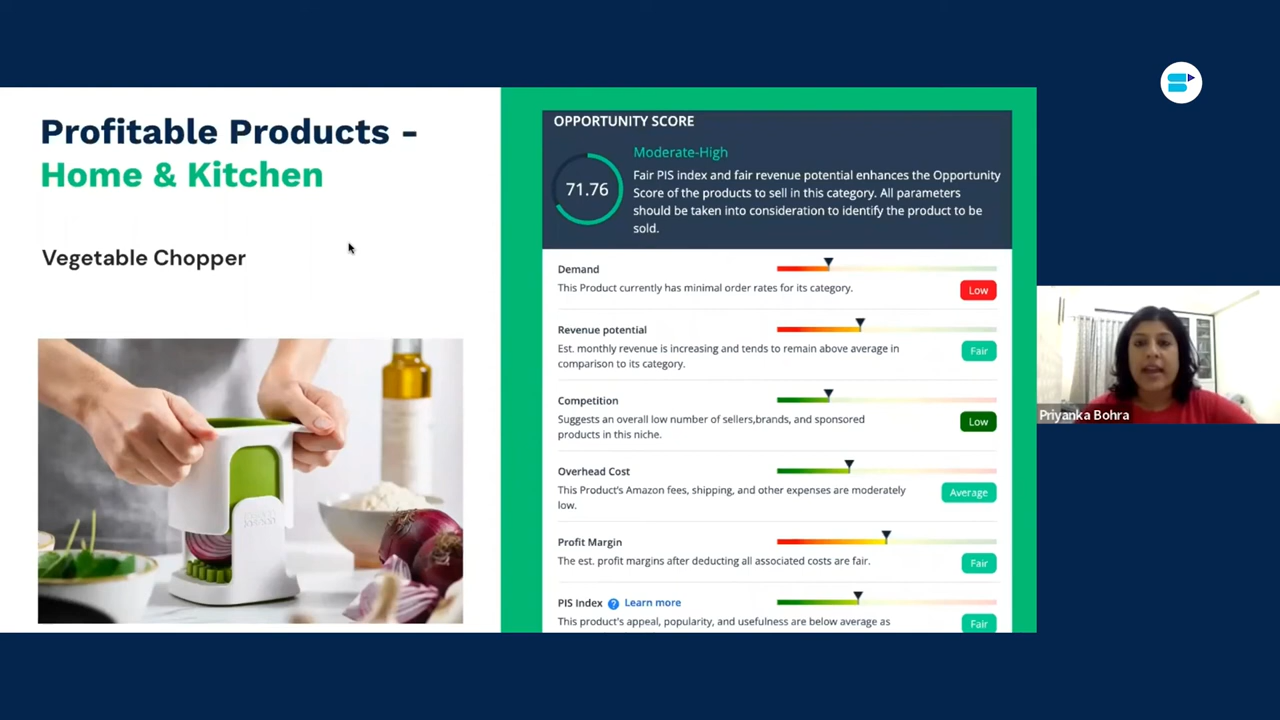 Profitable Products -
Home & Kitchen
Vegetable Chopper
OPPORTUNITY SCORE
71.76
Moderate-High
Fair PIS index and fair revenue potential enhances the Opportunity
Score of the products to sell in this category. All parameters
should be taken into consideration to identify the product to be
sold.
Demand
This Product currently has minimal order rates for its category.
Low
Revenue potential
Est. monthly revenue is increasing and tends to remain above average in
comparison to its category.
Fair
Competition
Suggests an overall low number of sellers,brands, and sponsored
products in this niche.
Low
Overhead Cost
This Product's Amazon fees, shipping, and other expenses are moderately
low.
Average
Profit Margin
The est. profit margins after deducting all associated costs are fair.
Fair
PIS Index ? Learn more
This product's appeal, popularity, and usefulness are below average as
Fair
Priyanka Bohra